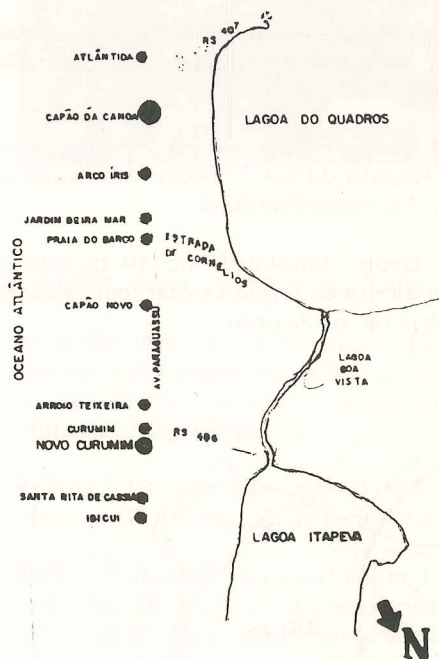 RS 407
ATLÂNTIDA
CAPÃO DA CANOA
LAGOA DO QUADROS
ARCO ÍRIS
JARDIM BEIRA MAR
PRAIA DO BARCO
ESTRADA
DE CORNELIOS
OCEANO ATLÂNTICO
CAPÃO NOVO
AV. PARAGUASSU
LAGOA
BOA
VISTA
ARROIO TEIXEIRA
CURUMIM
NOVO CURUMIM
RS 486
SANTA RITA DE CASSIA
IBICUI
LAGOA ITAPEVA
N